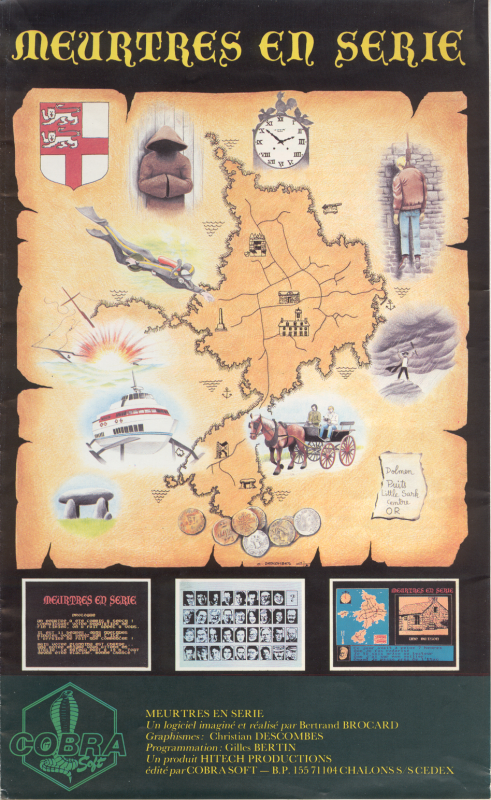 MEURTRES EN SERIE
Dolmen
Puits
Little Sark
Centre
O.R
MEURTRES EN SERIE
MEURTRES EN SERIE
COBRA
Soft
MEURTRES EN SERIE
Un logiciel imaginé et réalisé par Bertrand BROCARD
Graphismes : Christian DESCOMBES
Programmation : Gilles BERTIN
Un produit HITECH PRODUCTIONS
édité par COBRA SOFT — B.P. 155 71104 CHALONS S/S CEDEX